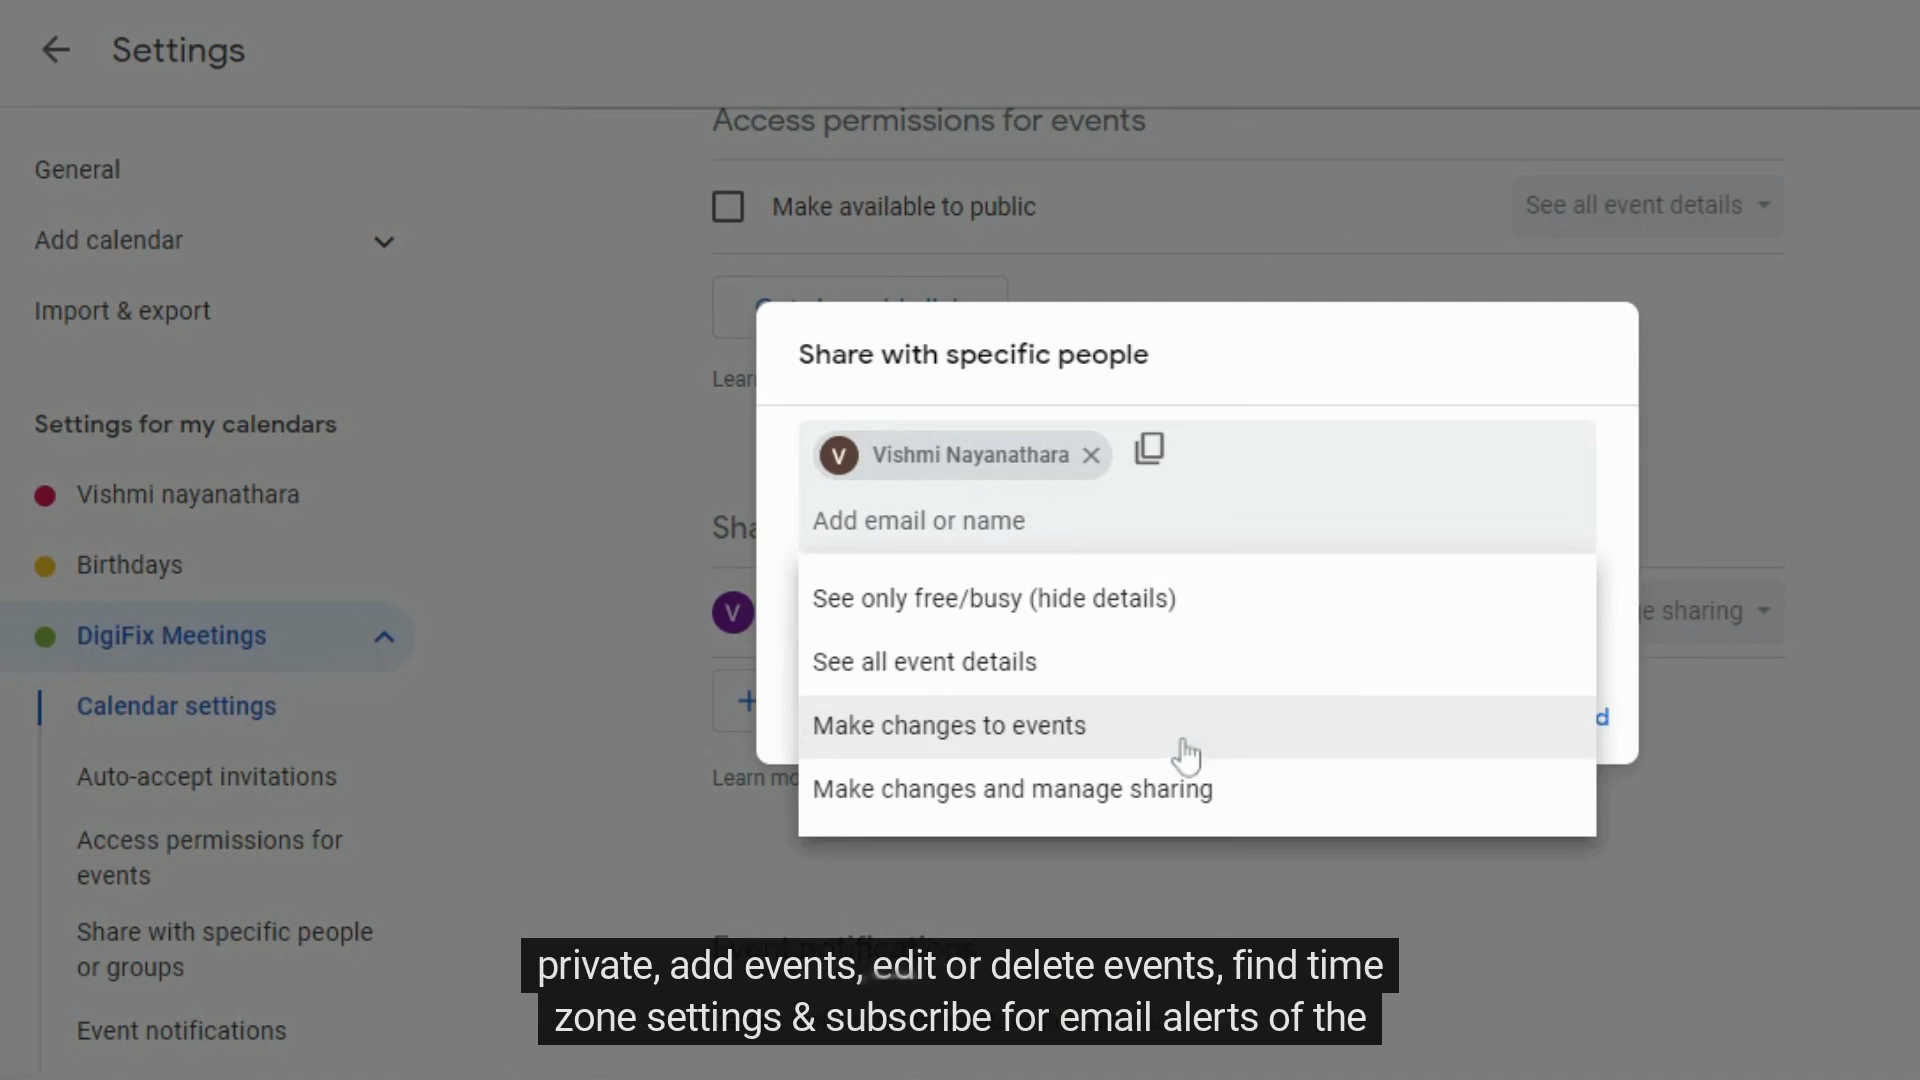 Settings
Access permissions for events
General
Make available to public
See all event details
Add calendar
Import & export
Share with specific people
Settings for my calendars
V Vishmi Nayanathara
Vishmi nayanathara
Add email or name
Birthdays
See only free/busy (hide details)
V
sharing
DigiFix Meetings
See all event details
Calendar settings
Make changes to events
Auto-accept invitations
Make changes and manage sharing
Access permissions for
events
Share with specific people
or groups
Event notifications
private, add events, edit or delete events, find time
zone settings & subscribe for email alerts of the
Event notifications